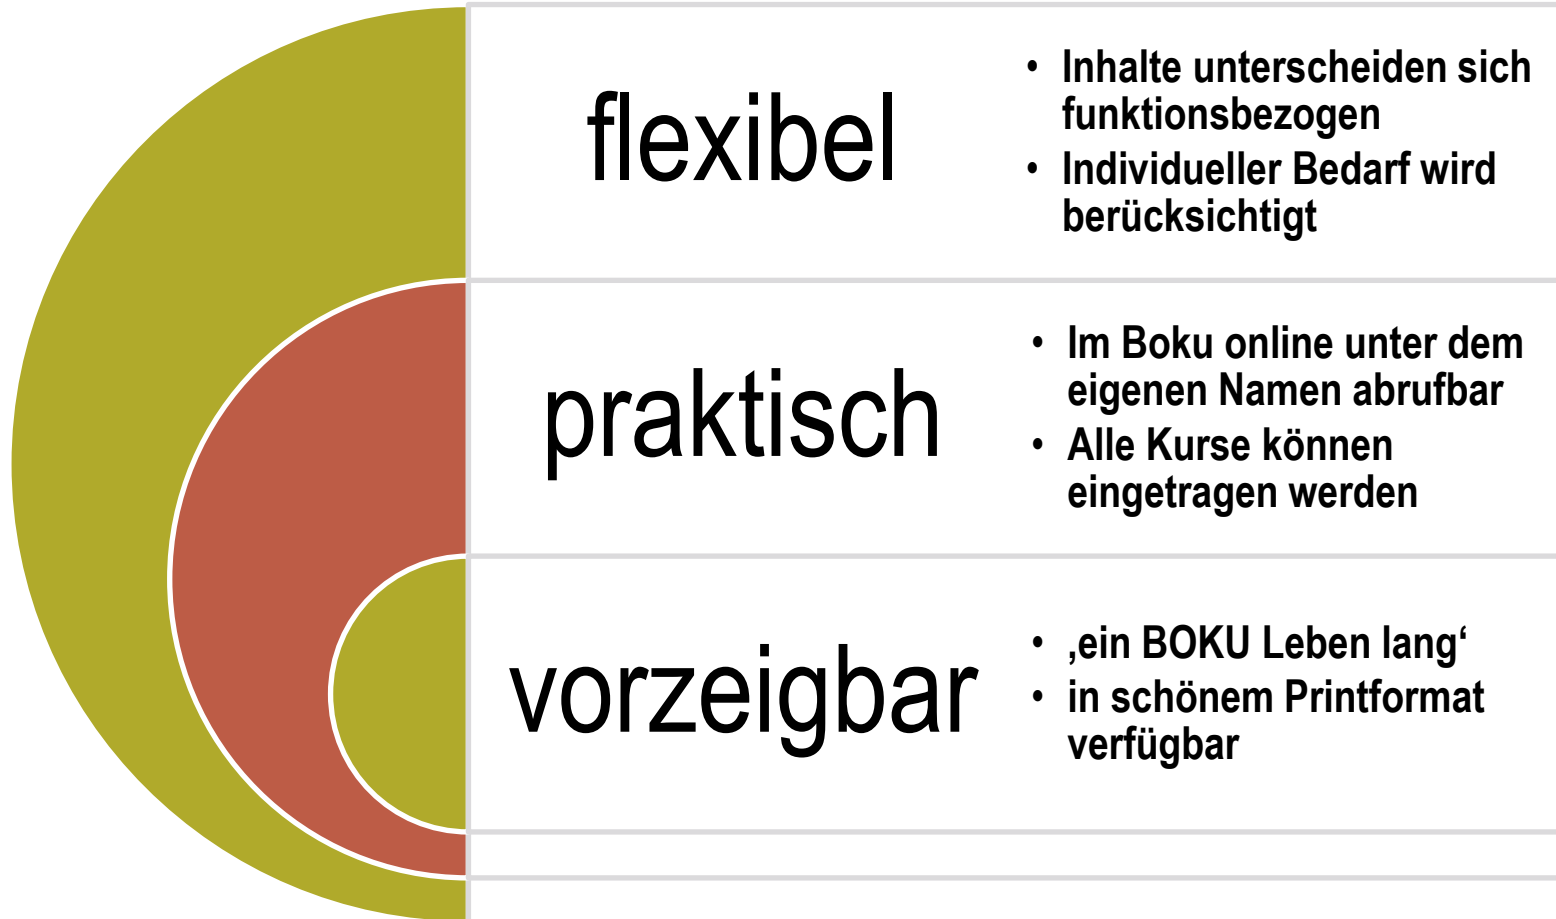 flexibel
• Inhalte unterscheiden sich
funktionsbezogen
• Individueller Bedarf wird
berücksichtigt
praktisch
• Im Boku online unter dem
eigenen Namen abrufbar
• Alle Kurse können
eingetragen werden
vorzeigbar
• ‚ein BOKU Leben lang‘
• in schönem Printformat
verfügbar